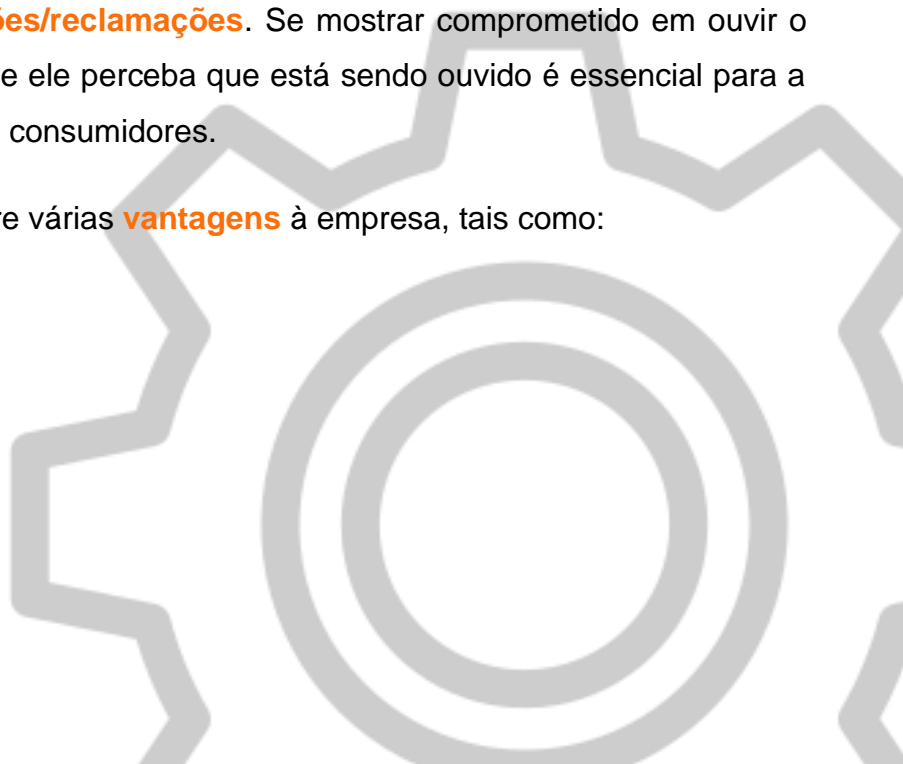 ões/reclamações. Se mostrar comprometido em ouvir o
e ele perceba que está sendo ouvido é essencial para a
consumidores.
re várias vantagens à empresa, tais como: